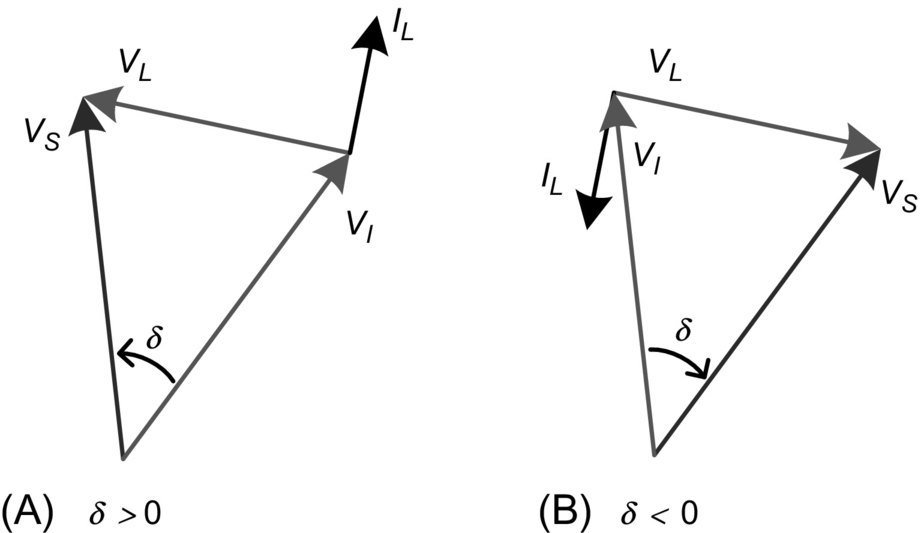 V_L
I_L
V_S
V_I
δ
(A) δ > 0
V_L
V_I
I_L
V_S
δ
(B) δ < 0